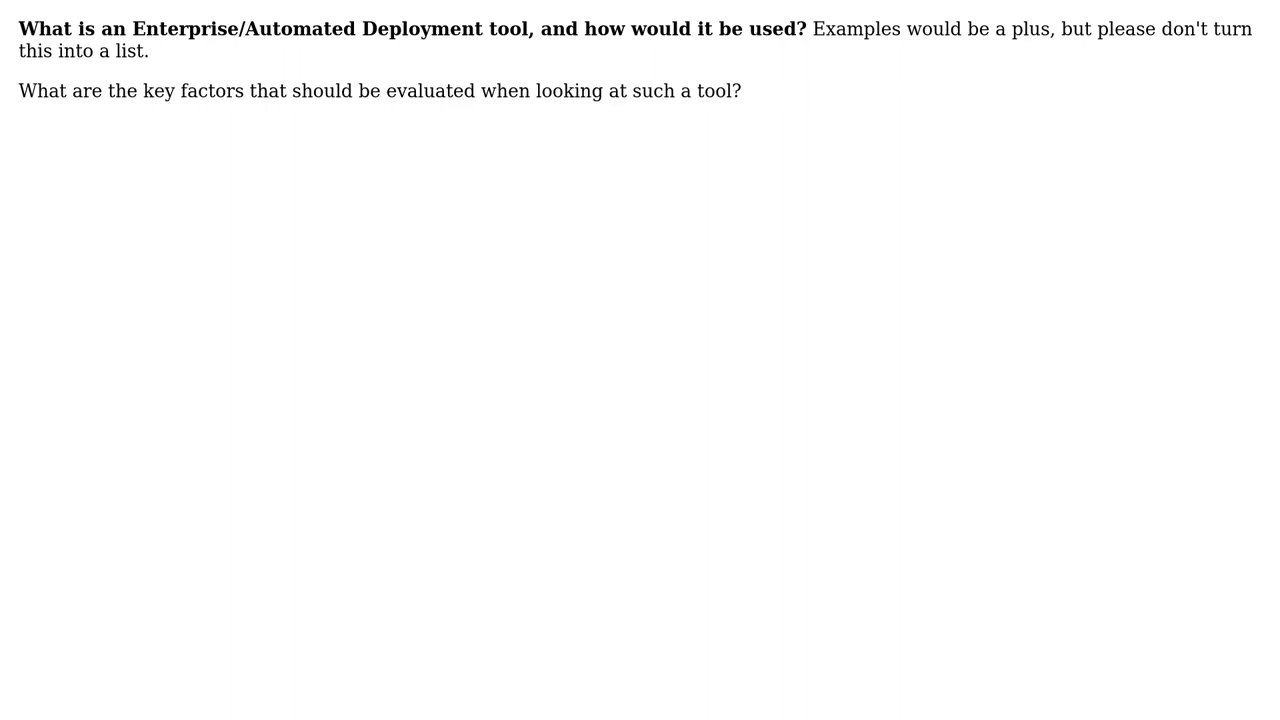 What is an Enterprise/Automated Deployment tool, and how would it be used? Examples would be a plus, but please don't turn
this into a list.
What are the key factors that should be evaluated when looking at such a tool?